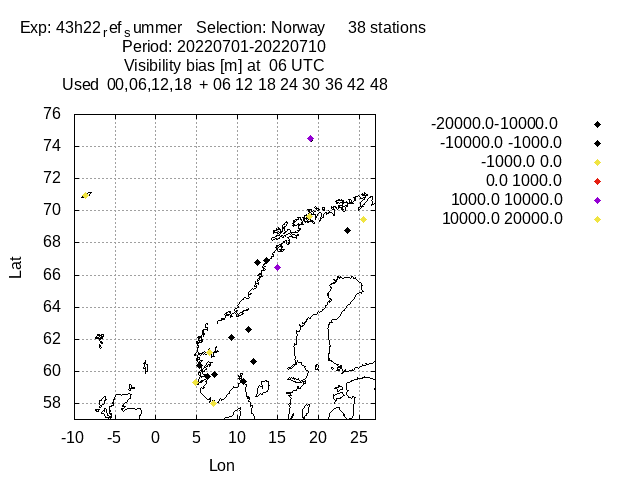 Exp: 43h22ref summer Selection: Norway 38 stations
Period: 20220701-20220710
Visibility bias [m] at 06 UTC
Used 00,06,12,18 + 06 12 18 24 30 36 42 48
-20000.0-10000.0
-10000.0 -1000.0
-1000.0 0.0
0.0 1000.0
1000.0 10000.0
10000.0 20000.0
76
74
72
70
68
66
64
62
60
58
Lat
-10 -5 0 5 10 15 20 25
Lon